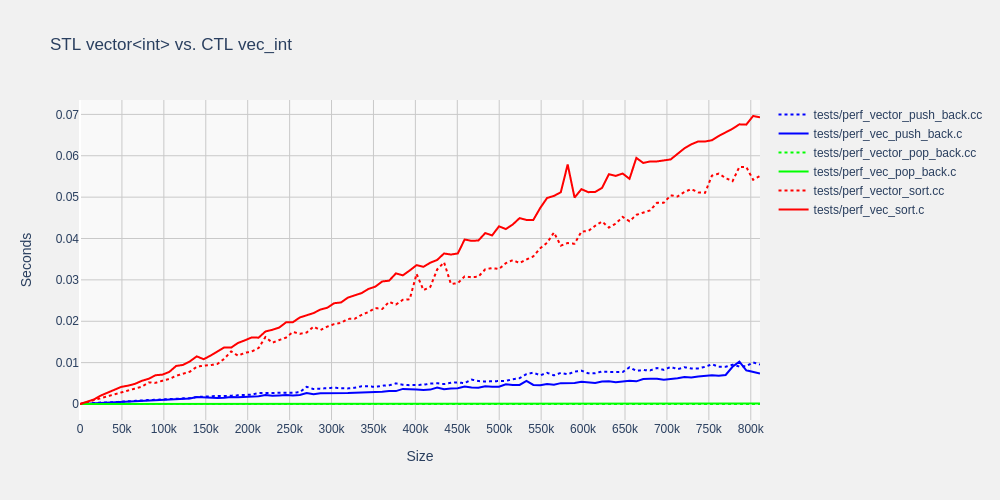 STL vector<int> vs. CTL vec_int
0.07
0.06
0.05
0.04
0.03
0.02
0.01
0
Seconds
0 50k 100k 150k 200k 250k 300k 350k 400k 450k 500k 550k 600k 650k 700k 750k 800k
Size
tests/perf_vector_push_back.cc
tests/perf_vec_push_back.c
tests/perf_vector_pop_back.cc
tests/perf_vec_pop_back.c
tests/perf_vector_sort.cc
tests/perf_vec_sort.c